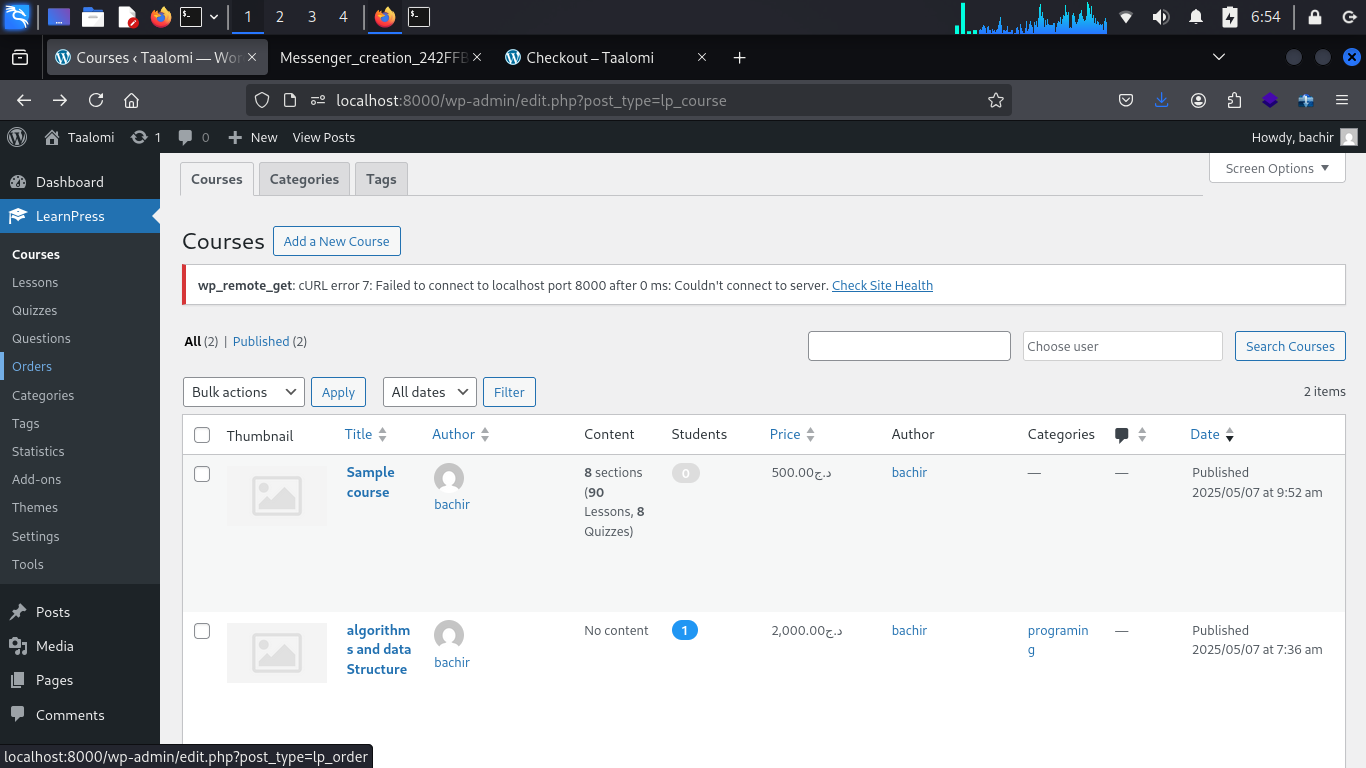 1
2
3
4
6:54
Courses ‹ Taalomi — Wor
Messenger_creation_242FFB
Checkout – Taalomi
localhost:8000/wp-admin/edit.php?post_type=lp_course
Taalomi
1
0
New
View Posts
Howdy, bachir
Dashboard
LearnPress
Courses
Lessons
Quizzes
Questions
Orders
Categories
Tags
Statistics
Add-ons
Themes
Settings
Tools
Posts
Media
Pages
Comments
Courses
Categories
Tags
Screen Options
Courses
Add a New Course
wp_remote_get: cURL error 7: Failed to connect to localhost port 8000 after 0 ms: Couldn't connect to server. Check Site Health
All (2) | Published (2)
Choose user
Search Courses
Bulk actions
Apply
All dates
Filter
2 items
Thumbnail
Title
Author
Content
Students
Price
Author
Categories
Date
Sample
course
bachir
8 sections
(90
Lessons, 8
Quizzes)
0
500.00د.ج
bachir
—
—
Published
2025/05/07 at 9:52 am
algorithm
s and data
Structure
bachir
No content
1
2,000.00د.ج
bachir
programin
g
—
Published
2025/05/07 at 7:36 am
localhost:8000/wp-admin/edit.php?post_type=lp_order